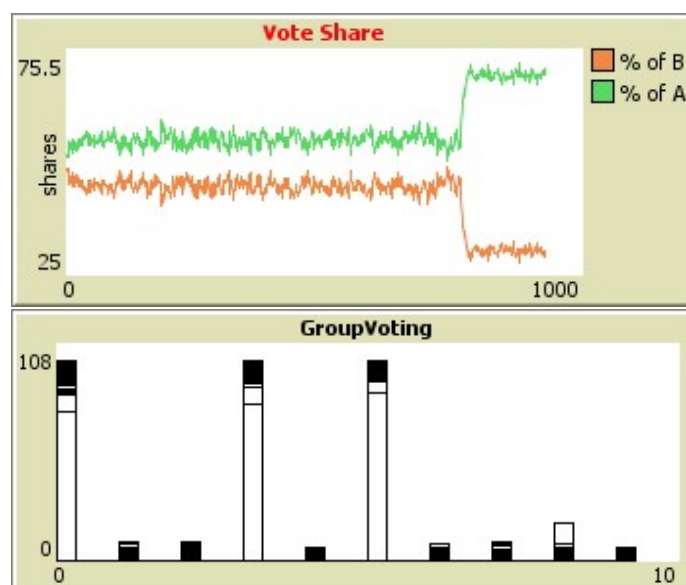 Vote Share
75.5
% of B
% of A
shares
25
0 1000
GroupVoting
108
0
0 10